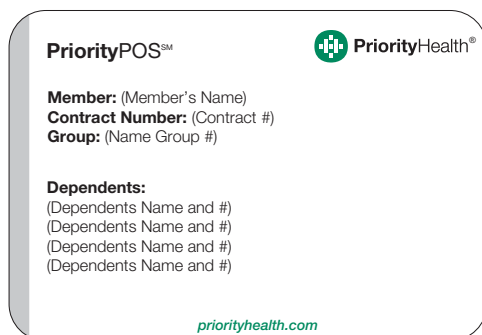 PriorityPOS℠
PriorityHealth®
Member: (Member's Name)
Contract Number: (Contract #)
Group: (Name Group #)
Dependents:
(Dependents Name and #)
(Dependents Name and #)
(Dependents Name and #)
(Dependents Name and #)
priorityhealth.com